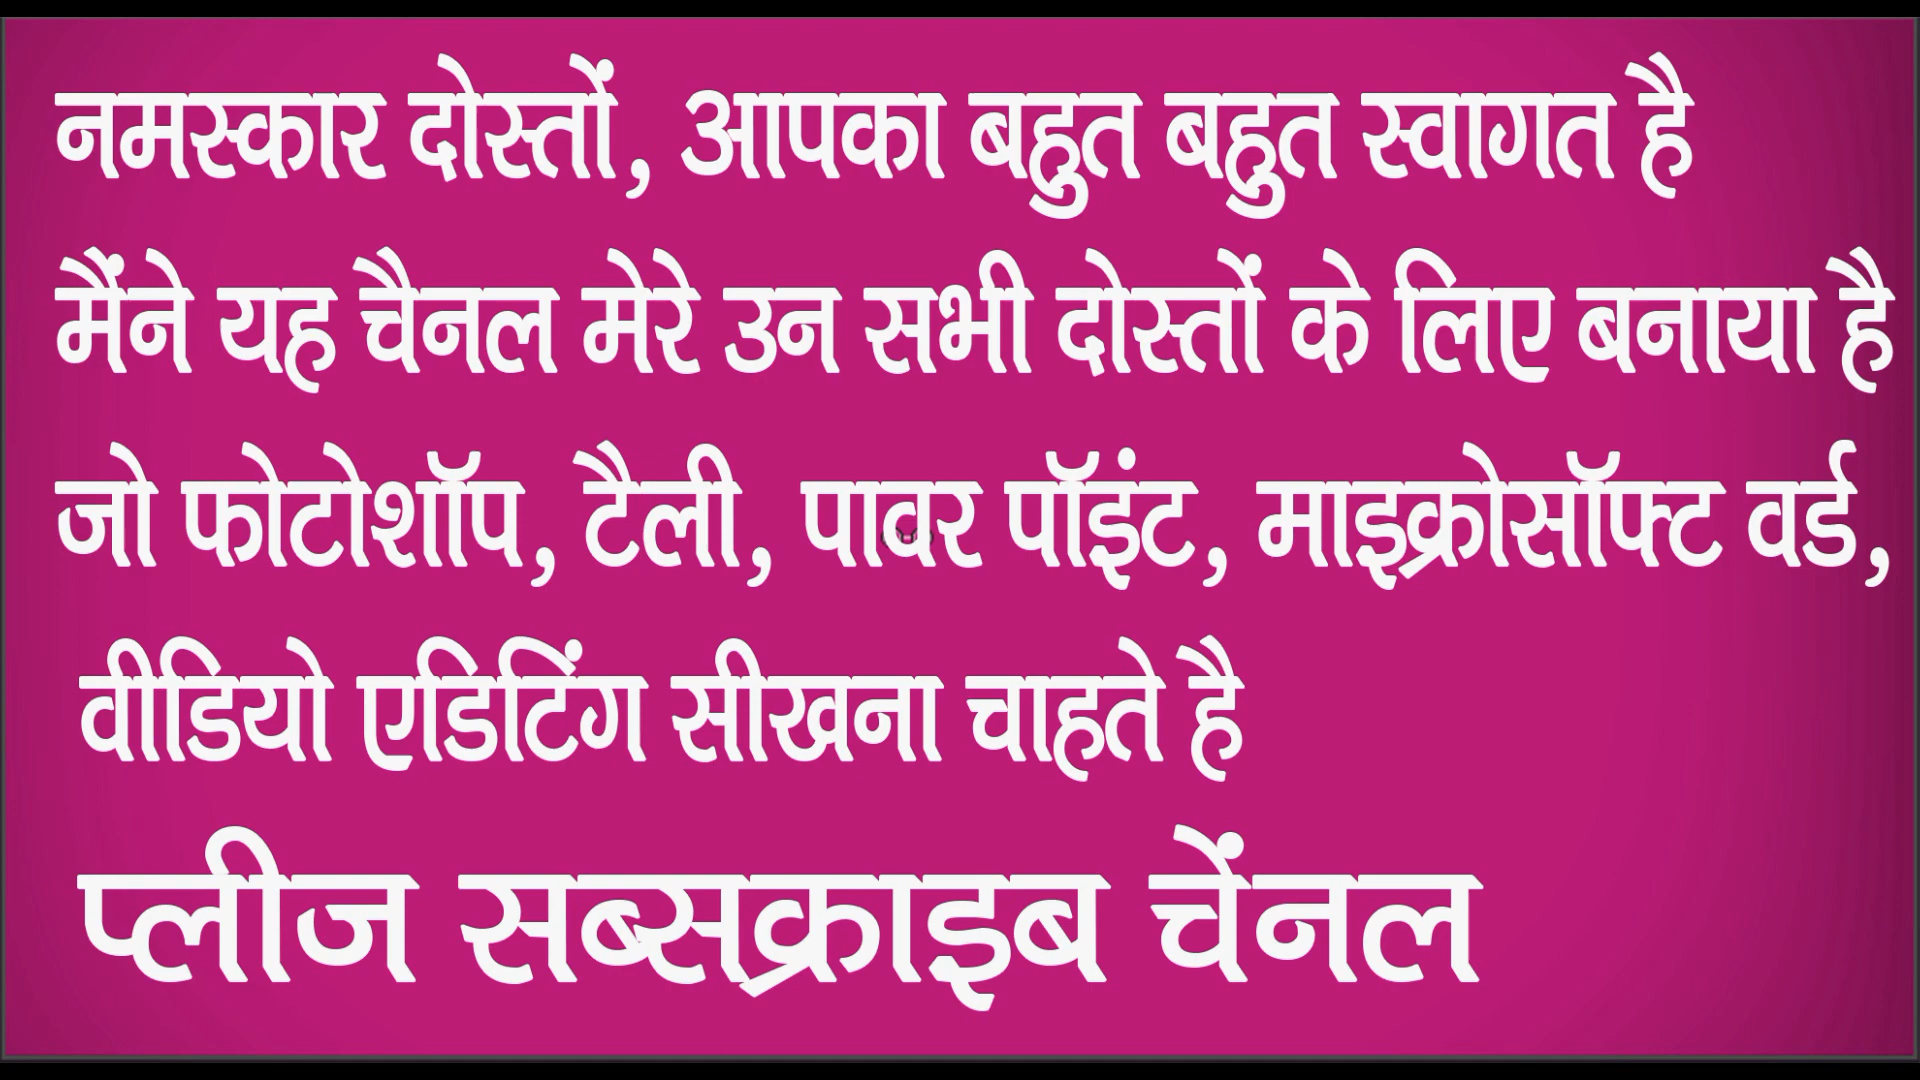 नमस्कार दोस्तों, आपका बहुत बहुत स्वागत है
मैंने यह चैनल मेरे उन सभी दोस्तों के लिए बनाया है
जो फोटोशॉप, टैली, पावर पॉइंट, माइक्रोसॉफ्ट वर्ड,
वीडियो एडिटिंग सीखना चाहते है
प्लीज सब्सक्राइब चेंनल